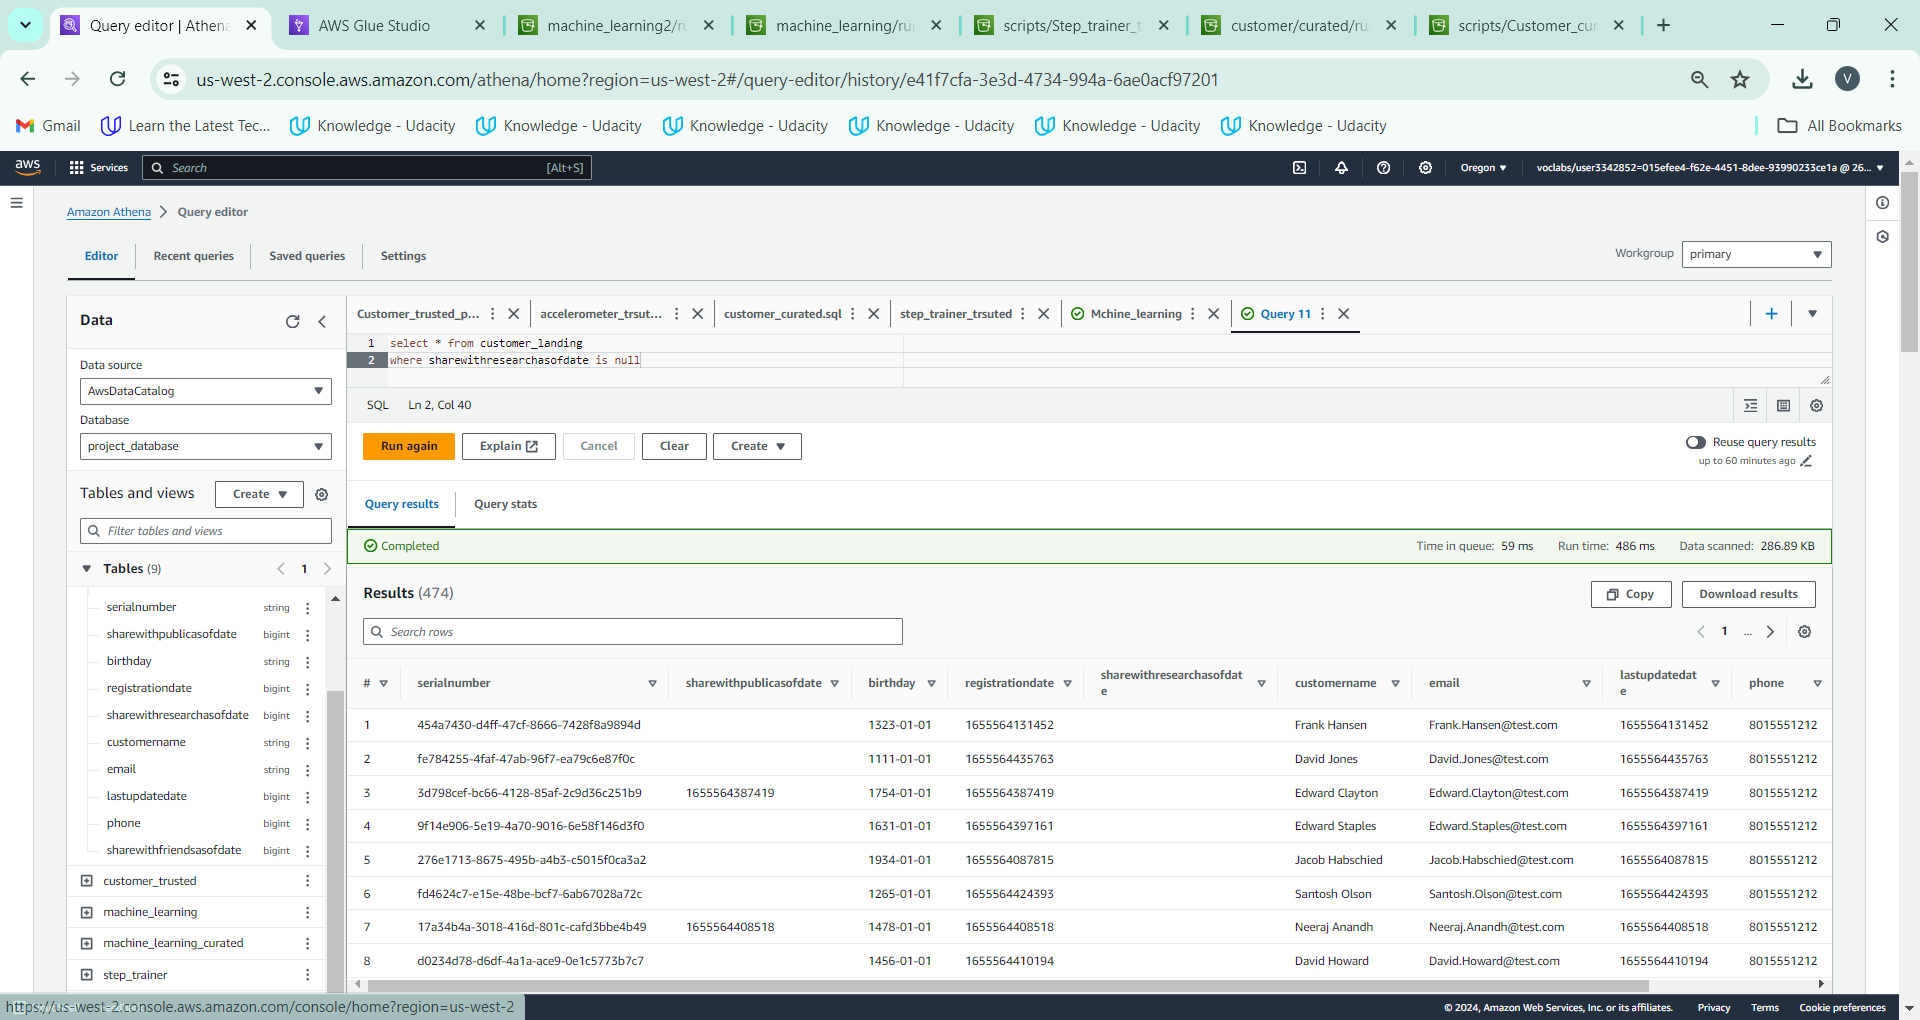 Query editor | Athena
AWS Glue Studio
machine_learning2/ru
machine_learning/run
scripts/Step_trainer_t
customer/curated/ru
scripts/Customer_cur
us-west-2.console.aws.amazon.com/athena/home?region=us-west-2#/query-editor/history/e41f7cfa-3e3d-4734-994a-6ae0acf97201
V
Gmail
Learn the Latest Tec...
Knowledge - Udacity
Knowledge - Udacity
Knowledge - Udacity
Knowledge - Udacity
Knowledge - Udacity
Knowledge - Udacity
All Bookmarks
aws
Services
Search
[Alt+S]
Oregon
voclabs/user3342852=015efee4-f62e-4451-8dee-93990233ce1a @ 26...
Amazon Athena
Query editor
Editor
Recent queries
Saved queries
Settings
Workgroup
primary
Data
Data source
AwsDataCatalog
Database
project_database
Tables and views
Create
Filter tables and views
Tables (9)
1
serialnumber string
sharewithpublicasofdate bigint
birthday string
registrationdate bigint
sharewithresearchasofdate bigint
customername string
email string
lastupdatedate bigint
phone bigint
sharewithfriendsasofdate bigint
customer_trusted
machine_learning
machine_learning_curated
step_trainer
Customer_trusted_p...
accelerometer_trsut...
customer_curated.sql
step_trainer_trsuted
Mchine_learning
Query 11
1 select * from customer_landing
2 where sharewithresearchasofdate is null
SQL Ln 2, Col 40
Run again
Explain
Cancel
Clear
Create
Reuse query results
up to 60 minutes ago
Query results
Query stats
Completed
Time in queue: 59 ms
Run time: 486 ms
Data scanned: 286.89 KB
Results (474)
Copy
Download results
Search rows
1 ...
# serialnumber sharewithpublicasofdate birthday registrationdate sharewithresearchasofdat
e customername email lastupdatedat
e phone
1 454a7430-d4ff-47cf-8666-7428f8a9894d 1323-01-01 1655564131452 Frank Hansen Frank.Hansen@test.com 1655564131452 8015551212
2 fe784255-4faf-47ab-96f7-ea79c6e87f0c 1111-01-01 1655564435763 David Jones David.Jones@test.com 1655564435763 8015551212
3 3d798cef-bc66-4128-85af-2c9d36c251b9 1655564387419 1754-01-01 1655564387419 Edward Clayton Edward.Clayton@test.com 1655564387419 8015551212
4 9f14e906-5e19-4a70-9016-6e58f146d3f0 1631-01-01 1655564397161 Edward Staples Edward.Staples@test.com 1655564397161 8015551212
5 276e1713-8675-495b-a4b3-c5015f0ca3a2 1934-01-01 1655564087815 Jacob Habschied Jacob.Habschied@test.com 1655564087815 8015551212
6 fd4624c7-e15e-48be-bcf7-6ab67028a72c 1265-01-01 1655564424393 Santosh Olson Santosh.Olson@test.com 1655564424393 8015551212
7 17a34b4a-3018-416d-801c-cafd3bbe4b49 1655564408518 1478-01-01 1655564408518 Neeraj Anandh Neeraj.Anandh@test.com 1655564408518 8015551212
8 d0234d78-d6df-4a1a-ace9-0e1c5773b7c7 1456-01-01 1655564410194 David Howard David.Howard@test.com 1655564410194 8015551212
https://us-west-2.console.aws.amazon.com/console/home?region=us-west-2
© 2024, Amazon Web Services, Inc. or its affiliates.
Privacy
Terms
Cookie preferences